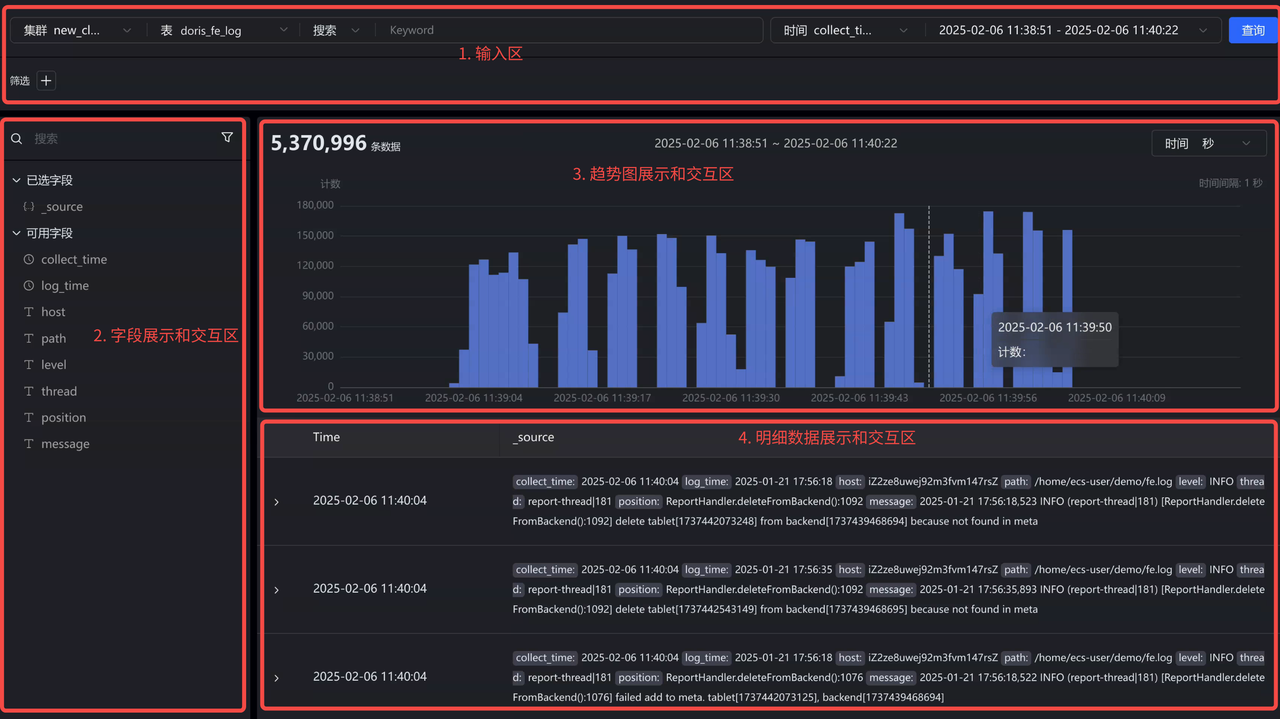 集群 new_cl... 表 doris_fe_log 搜索 Keyword 时间 collect_ti... 2025-02-06 11:38:51 - 2025-02-06 11:40:22 查询
1. 输入区
筛选
搜索
已选字段
_source
可用字段
collect_time
log_time
host
path
level
thread
position
message
2. 字段展示和交互区
5,370,996 条数据 2025-02-06 11:38:51 ~ 2025-02-06 11:40:22 时间 秒
3. 趋势图展示和交互区
计数 时间间隔: 1 秒
180,000
150,000
120,000
90,000
60,000
30,000
0
2025-02-06 11:39:50
计数:
2025-02-06 11:38:51 2025-02-06 11:39:04 2025-02-06 11:39:17 2025-02-06 11:39:30 2025-02-06 11:39:43 2025-02-06 11:39:56 2025-02-06 11:40:09
Time _source
4. 明细数据展示和交互区
2025-02-06 11:40:04
collect_time: 2025-02-06 11:40:04 log_time: 2025-01-21 17:56:18 host: iZ2ze8uwej92m3fvm147rsZ path: /home/ecs-user/demo/fe.log level: INFO threa
d: report-thread|181 position: ReportHandler.deleteFromBackend():1092 message: 2025-01-21 17:56:18,523 INFO (report-thread|181) [ReportHandler.delete
FromBackend():1092] delete tablet[1737442073248] from backend[1737439468694] because not found in meta
2025-02-06 11:40:04
collect_time: 2025-02-06 11:40:04 log_time: 2025-01-21 17:56:35 host: iZ2ze8uwej92m3fvm147rsZ path: /home/ecs-user/demo/fe.log level: INFO threa
d: report-thread|181 position: ReportHandler.deleteFromBackend():1092 message: 2025-01-21 17:56:35,893 INFO (report-thread|181) [ReportHandler.delete
FromBackend():1092] delete tablet[1737442543149] from backend[1737439468695] because not found in meta
2025-02-06 11:40:04
collect_time: 2025-02-06 11:40:04 log_time: 2025-01-21 17:56:18 host: iZ2ze8uwej92m3fvm147rsZ path: /home/ecs-user/demo/fe.log level: INFO threa
d: report-thread|181 position: ReportHandler.deleteFromBackend():1076 message: 2025-01-21 17:56:18,522 INFO (report-thread|181) [ReportHandler.delete
FromBackend():1076] failed add to meta. tablet[1737442073125], backend[1737439468694]